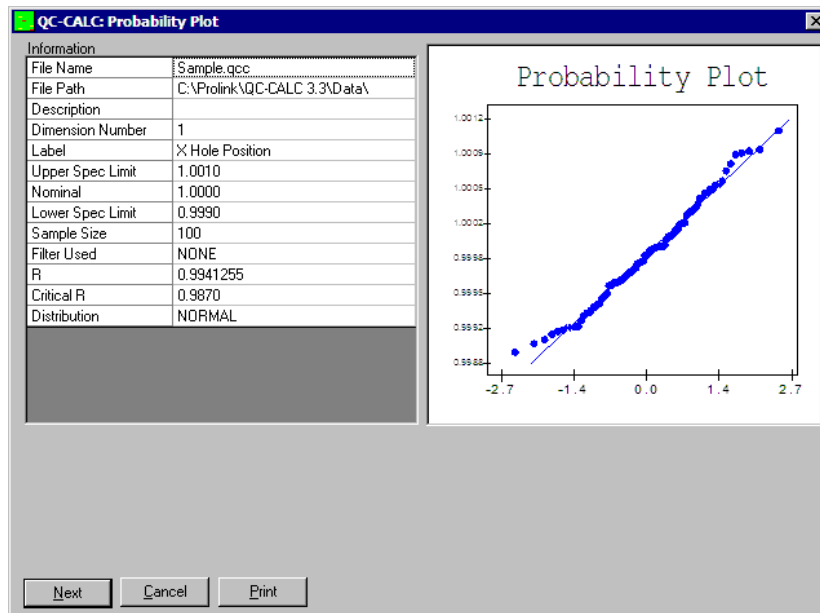 QC-CALC: Probability Plot
Information
File Name Sample.qcc
File Path C:\Prolink\QC-CALC 3.3\Data\
Description
Dimension Number 1
Label X Hole Position
Upper Spec Limit 1.0010
Nominal 1.0000
Lower Spec Limit 0.9990
Sample Size 100
Filter Used NONE
R 0.9941255
Critical R 0.9870
Distribution NORMAL
Probability Plot
1.0012
1.0009
1.0005
1.0002
0.9998
0.9995
0.9992
0.9988
-2.7 -1.4 0.0 1.4 2.7
Next Cancel Print